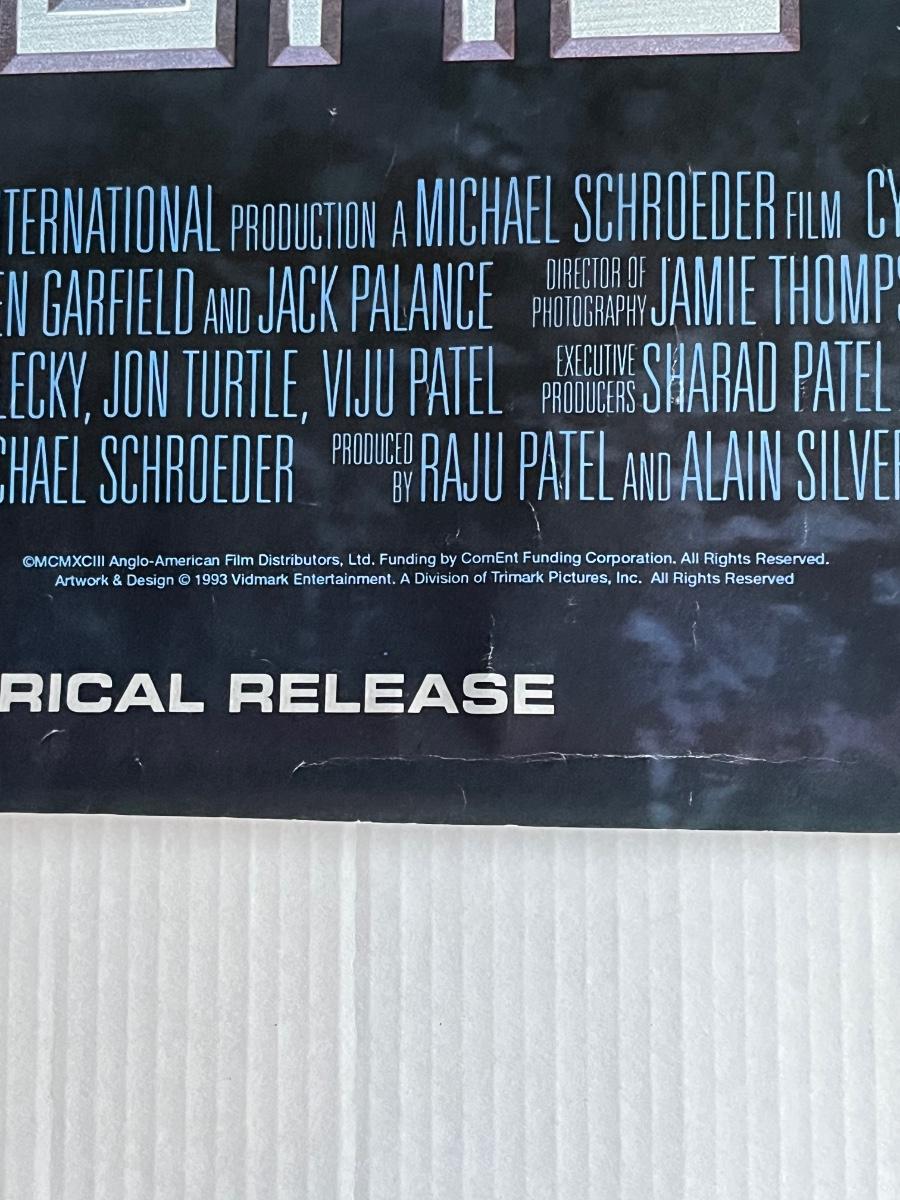 TERNATIONAL PRODUCTION A MICHAEL SCHROEDER FILM CY
EN GARFIELD AND JACK PALANCE DIRECTOR OF PHOTOGRAPHY JAMIE THOMPS
LECKY, JON TURTLE, VIJU PATEL EXECUTIVE PRODUCERS SHARAD PATEL
CHAEL SCHROEDER PRODUCED BY RAJU PATEL AND ALAIN SILVER
©MCMXCIII Anglo-American Film Distributors, Ltd. Funding by ComEnt Funding Corporation. All Rights Reserved.
Artwork & Design © 1993 Vidmark Entertainment. A Division of Trimark Pictures, Inc. All Rights Reserved
RICAL RELEASE